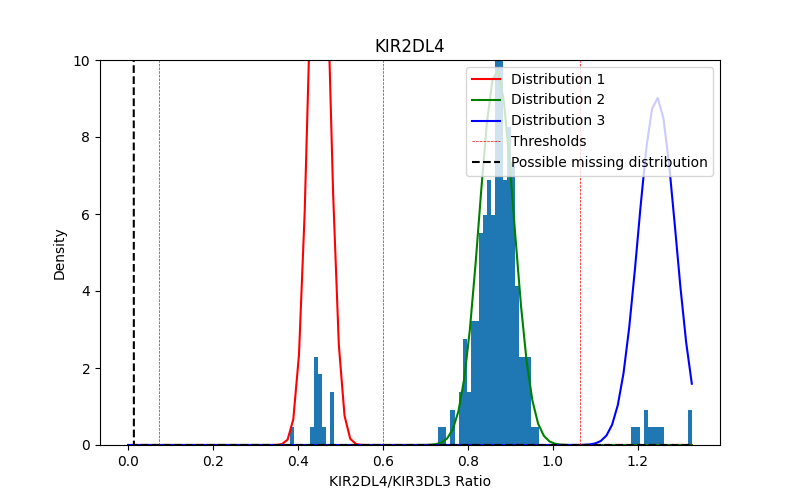 KIR2DL4
Distribution 1
Distribution 2
Distribution 3
Thresholds
Possible missing distribution
Density
10
8
6
4
2
0
0.0 0.2 0.4 0.6 0.8 1.0 1.2
KIR2DL4/KIR3DL3 Ratio